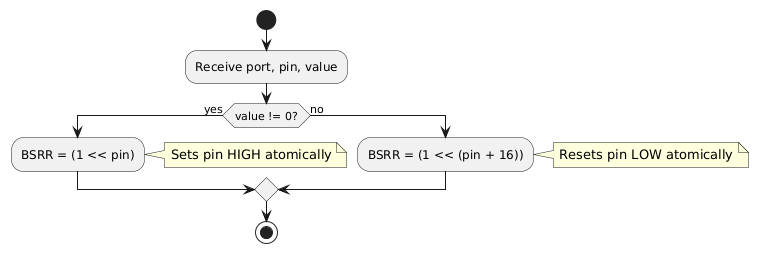 Receive port, pin, value
yes
value != 0?
no
BSRR = (1 << pin)
Sets pin HIGH atomically
BSRR = (1 << (pin + 16))
Resets pin LOW atomically